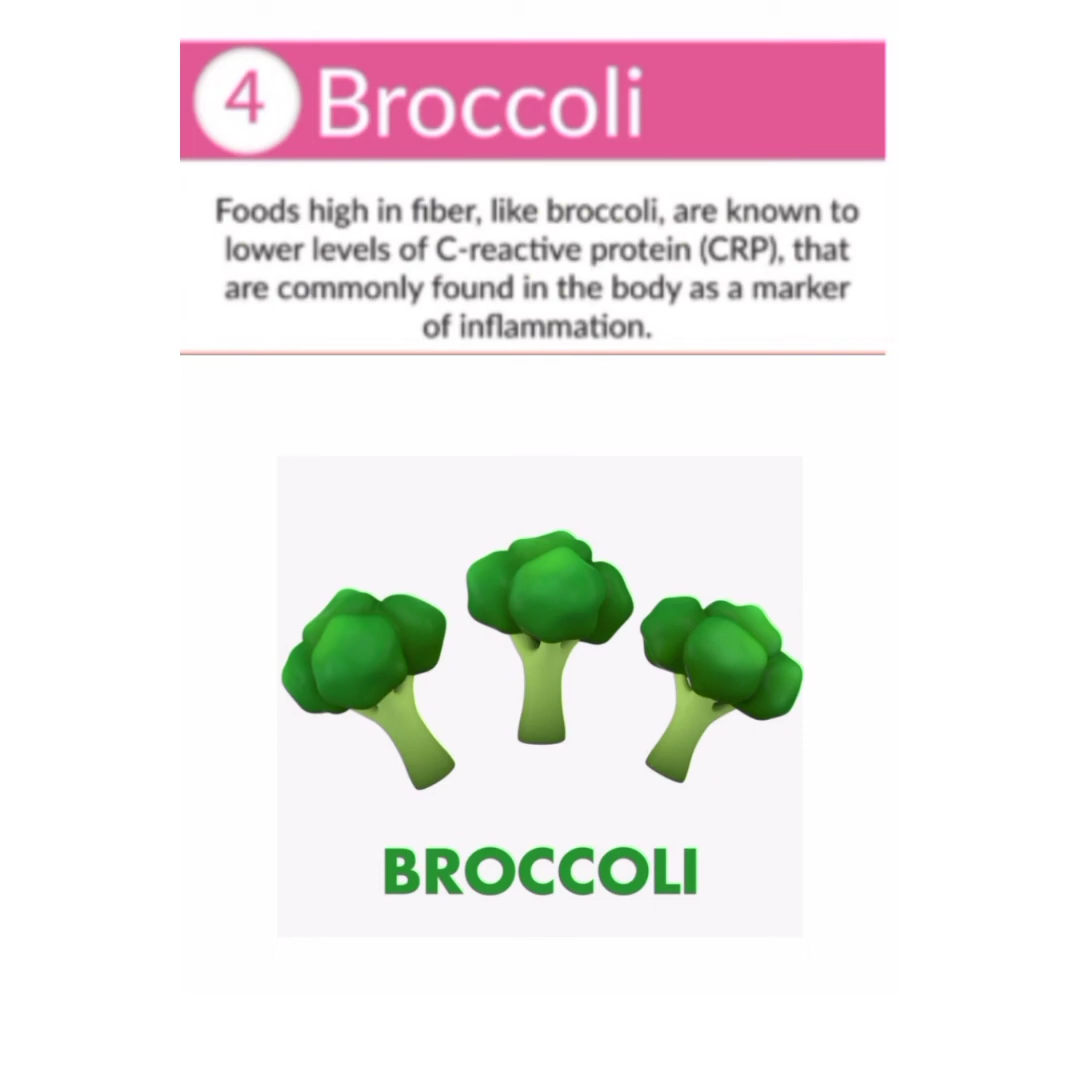 4 Broccoli
Foods high in fiber, like broccoli, are known to
lower levels of C-reactive protein (CRP), that
are commonly found in the body as a marker
of inflammation.
BROCCOLI